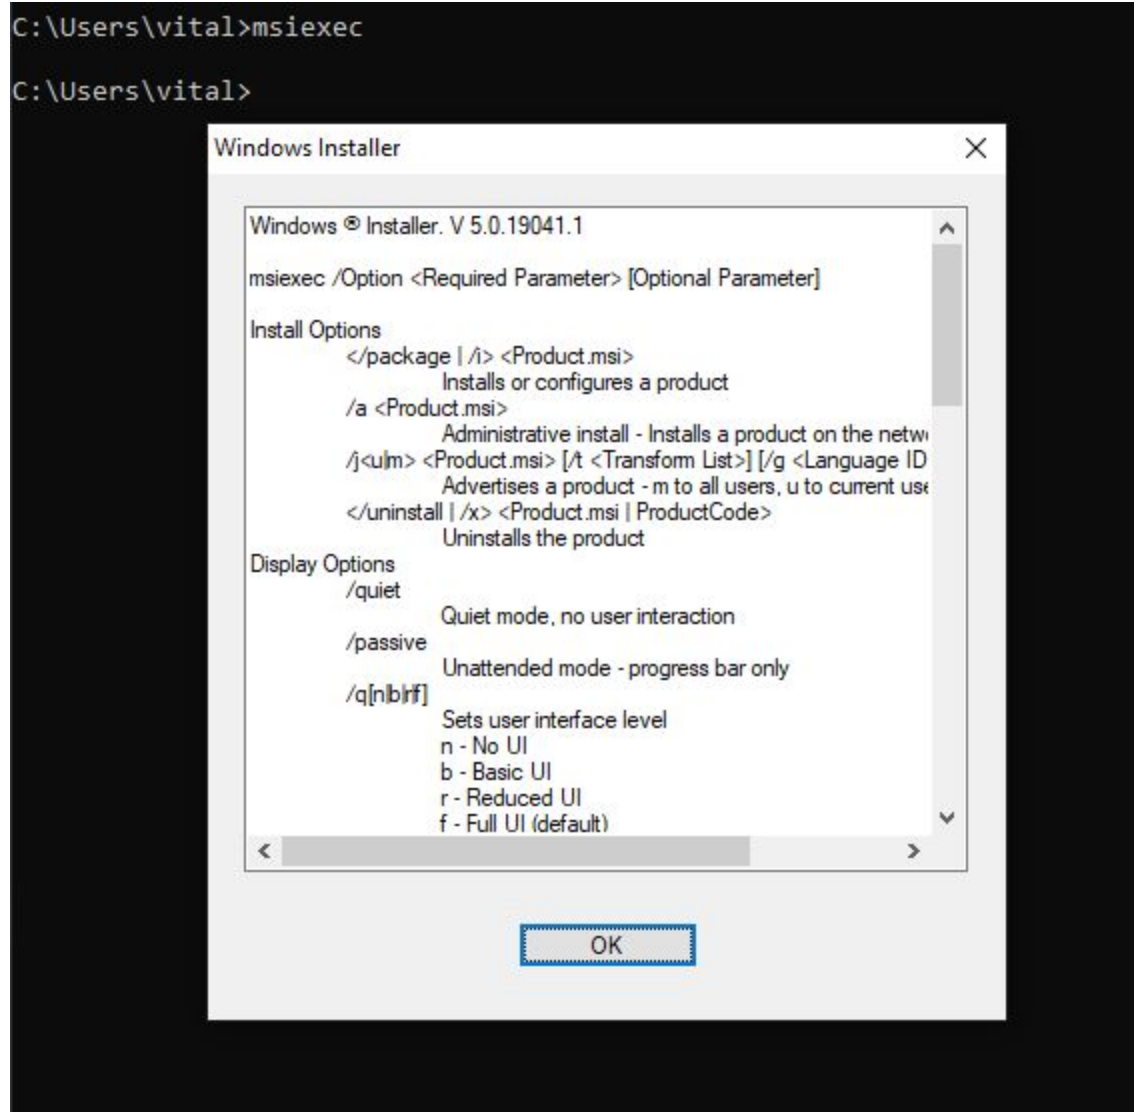 C:\Users\vital>msiexec
C:\Users\vital>
Windows Installer
Windows ® Installer. V 5.0.19041.1
msiexec /Option <Required Parameter> [Optional Parameter]
Install Options
</package | /i> <Product.msi>
Installs or configures a product
/a <Product.msi>
Administrative install - Installs a product on the netw
/j<u|m> <Product.msi> [/t <Transform List>] [/g <Language ID
Advertises a product - m to all users, u to current use
</uninstall | /x> <Product.msi | ProductCode>
Uninstalls the product
Display Options
/quiet
Quiet mode, no user interaction
/passive
Unattended mode - progress bar only
/q[n|b|r|f]
Sets user interface level
n - No UI
b - Basic UI
r - Reduced UI
f - Full UI (default)
OK